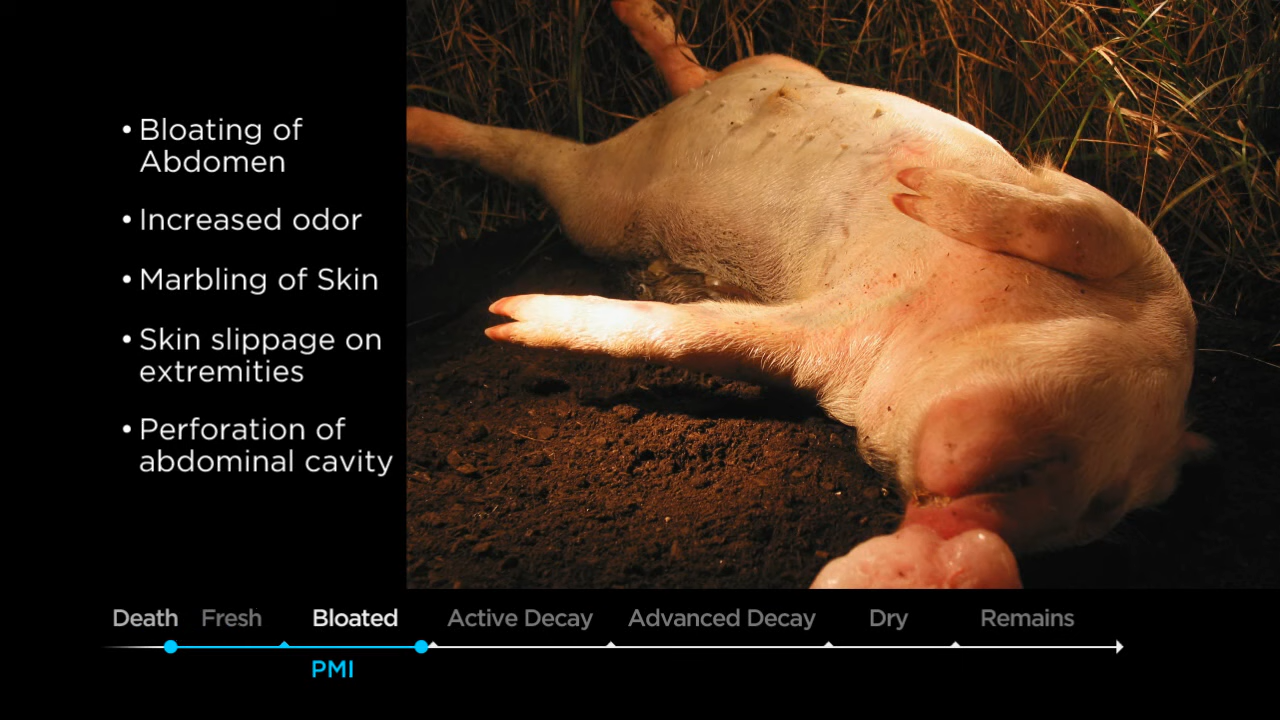 • Bloating of
Abdomen
• Increased odor
• Marbling of Skin
• Skin slippage on
extremities
• Perforation of
abdominal cavity
Death Fresh Bloated Active Decay Advanced Decay Dry Remains
PMI